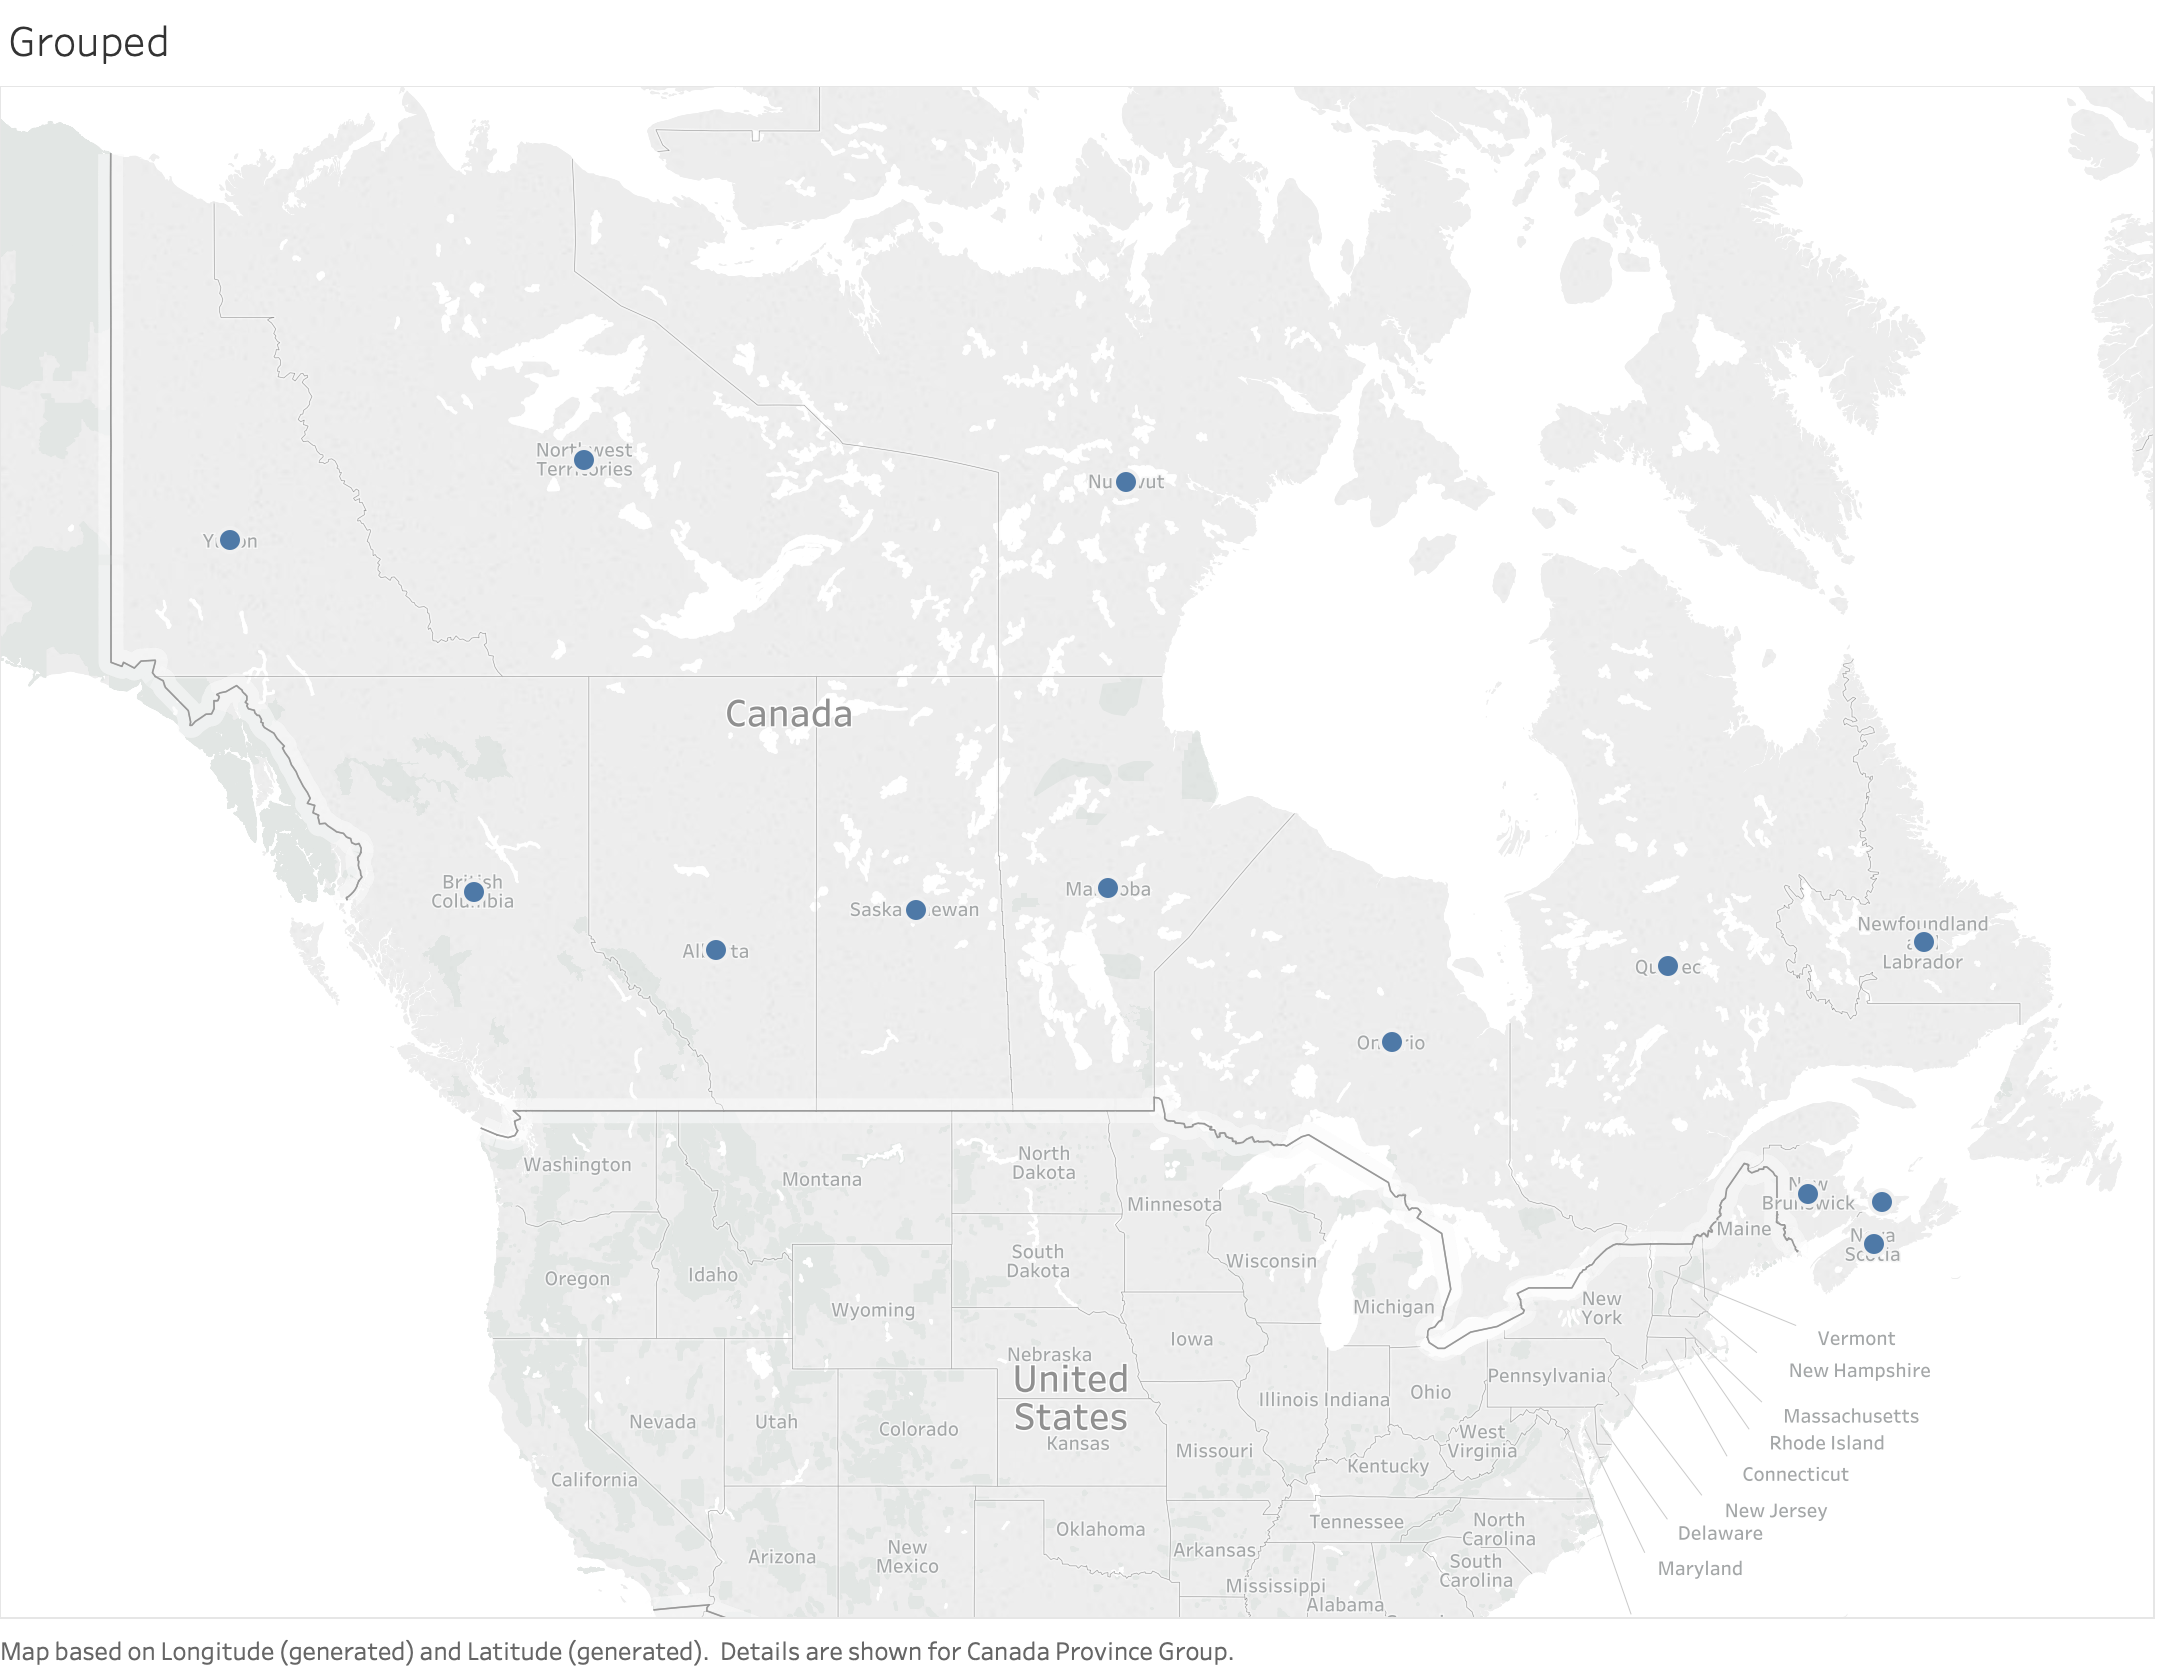 Grouped
Northwest
Territories
Nunavut
Yukon
Canada
British
Columbia
Alberta
Saskatchewan
Manitoba
Ontario
Quebec
Newfoundland
and
Labrador
New
Brunswick
Nova
Scotia
Maine
Washington
Montana
North
Dakota
Minnesota
Oregon
Idaho
Wyoming
South
Dakota
Wisconsin
Michigan
New
York
Vermont
New Hampshire
Iowa
Nebraska
United
States
Kansas
Illinois
Indiana
Ohio
Pennsylvania
Massachusetts
Rhode Island
Connecticut
New Jersey
Delaware
Maryland
Nevada
Utah
Colorado
California
Missouri
Kentucky
West
Virginia
Arizona
New
Mexico
Oklahoma
Arkansas
Tennessee
North
Carolina
South
Carolina
Mississippi
Alabama
Map based on Longitude (generated) and Latitude (generated).  Details are shown for Canada Province Group.